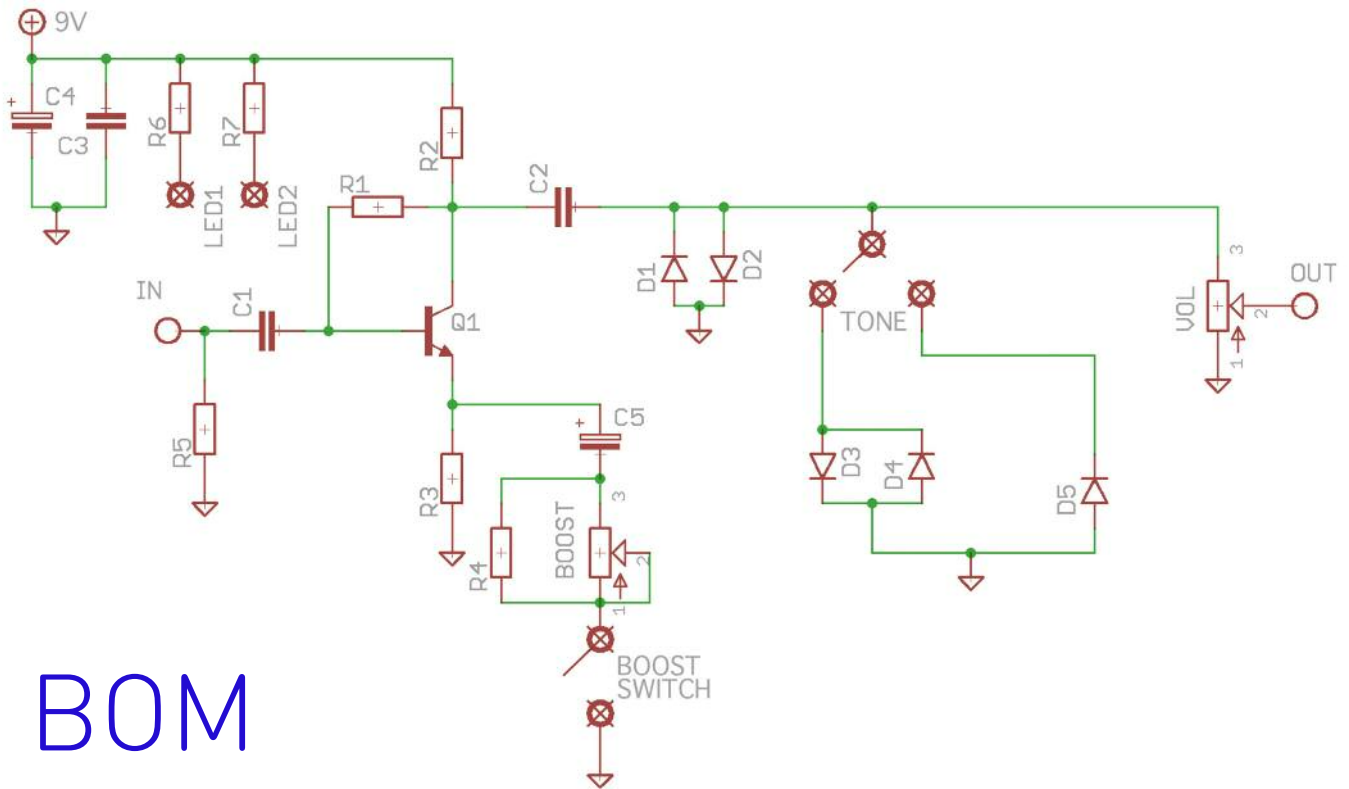 9V
C4
C3
R6
LED1
R7
LED2
R2
R1
C2
D1
D2
TONE
3
VOL
2
1
OUT
IN
C1
Q1
R5
C5
R3
R4
BOOST
3
2
1
D3
D4
D5
BOOST
SWITCH
BOM